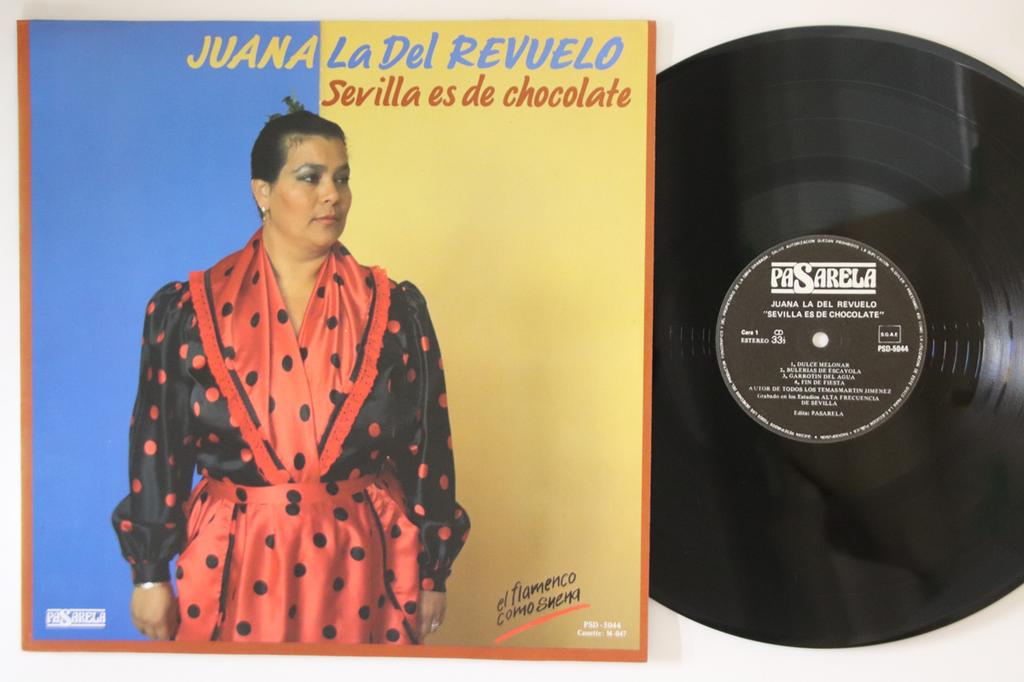 JUANA La Del REVUELO
Sevilla es de chocolate
el flamenco
como suena
PASARELA
PSD - 5044
Cassette: M-047
PASARELA
JUANA LA DEL REVUELO
"SEVILLA ES DE CHOCOLATE"
Cara 1
ESTEREO 33⅓
S.G.A.E.
PSD-5044
1, DULCE MELONAR
2, BULERIAS DE ESCAYOLA
3, GARROTIN DEL AGUA
4, FIN DE FIESTA
AUTOR DE TODOS LOS TEMAS MARTIN JIMENEZ
Grabado en los Estudios ALTA FRECUENCIA
DE SEVILLA
Edita: PASARELA